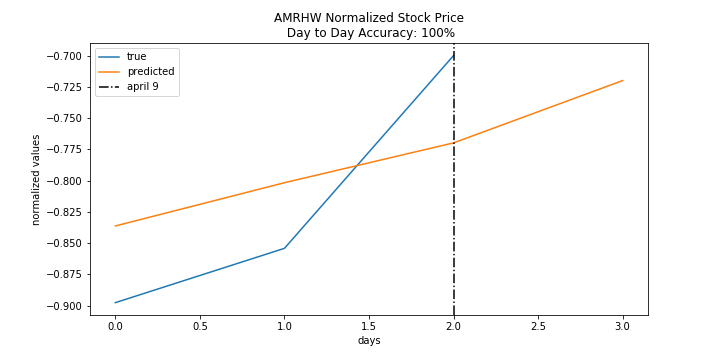 AMRHW Normalized Stock Price
Day to Day Accuracy: 100%
true
predicted
april 9
normalized values
−0.700
−0.725
−0.750
−0.775
−0.800
−0.825
−0.850
−0.875
−0.900
0.0 0.5 1.0 1.5 2.0 2.5 3.0
days